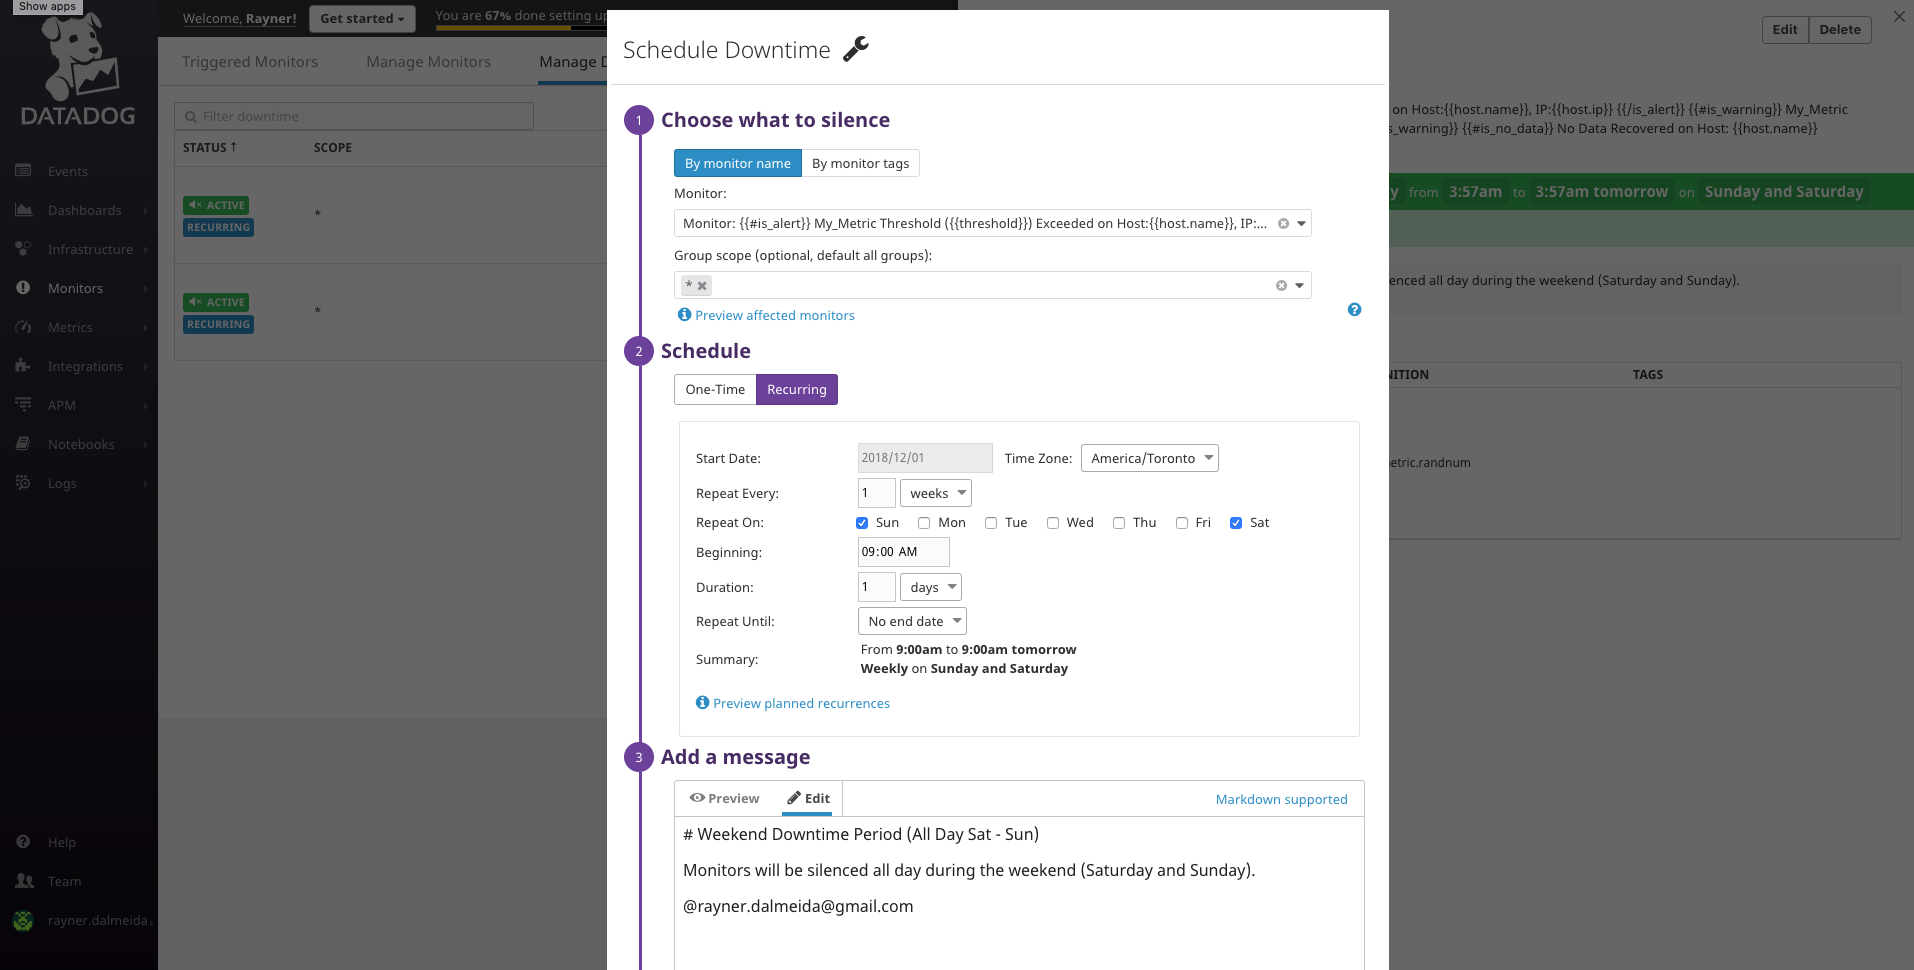 Show apps
Welcome, Rayner!
Get started
You are 67% done setting up
DATADOG
Triggered Monitors
Manage Monitors
Manage D
Filter downtime
STATUS ↑
SCOPE
ACTIVE
RECURRING
*
ACTIVE
RECURRING
*
Events
Dashboards
Infrastructure
Monitors
Metrics
Integrations
APM
Notebooks
Logs
Help
Team
rayner.dalmeida
Schedule Downtime
1
Choose what to silence
By monitor name
By monitor tags
Monitor:
Monitor: {{#is_alert}} My_Metric Threshold ({{threshold}}) Exceeded on Host:{{host.name}}, IP:...
Group scope (optional, default all groups):
*
Preview affected monitors
2
Schedule
One-Time
Recurring
Start Date:
2018/12/01
Time Zone:
America/Toronto
Repeat Every:
1
weeks
Repeat On:
Sun
Mon
Tue
Wed
Thu
Fri
Sat
Beginning:
09:00 AM
Duration:
1
days
Repeat Until:
No end date
Summary:
From 9:00am to 9:00am tomorrow
Weekly on Sunday and Saturday
Preview planned recurrences
3
Add a message
Preview
Edit
Markdown supported
# Weekend Downtime Period (All Day Sat - Sun)
Monitors will be silenced all day during the weekend (Saturday and Sunday).
@rayner.dalmeida@gmail.com
Edit
Delete
on Host:{{host.name}}, IP:{{host.ip}} {{/is_alert}} {{#is_warning}} My_Metric
s_warning}} {{#is_no_data}} No Data Recovered on Host: {{host.name}}
y from 3:57am to 3:57am tomorrow on Sunday and Saturday
enced all day during the weekend (Saturday and Sunday).
NITION
TAGS
etric.randnum